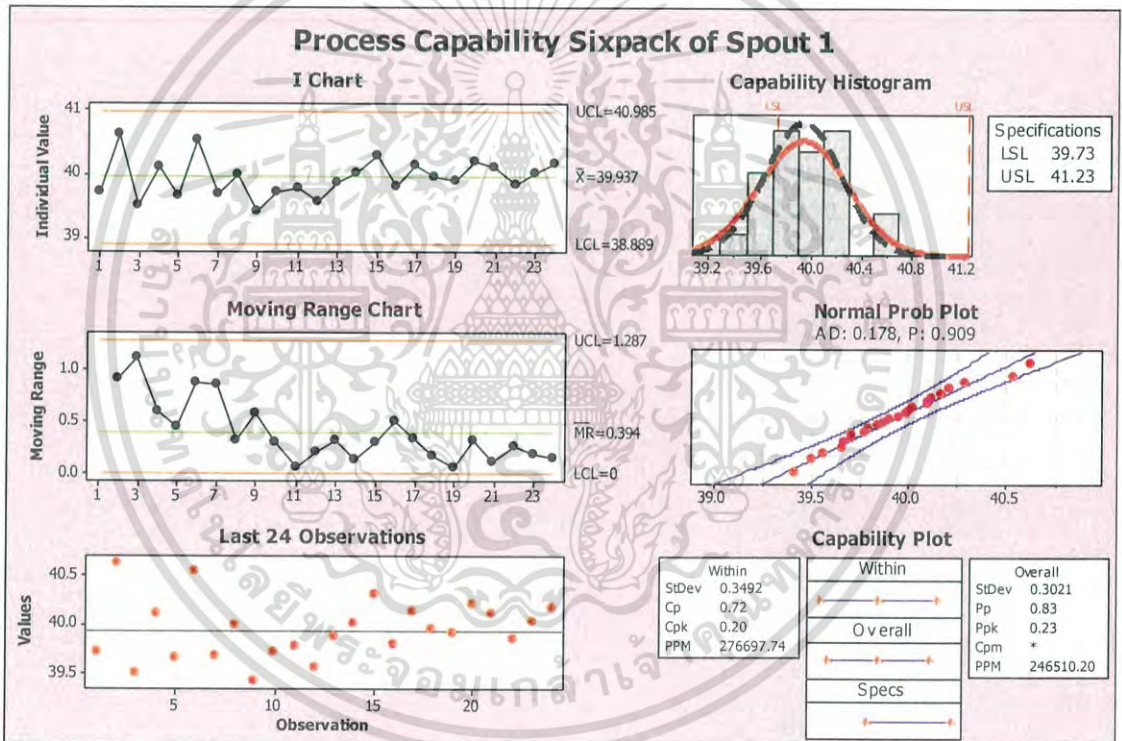 Process Capability Sixpack of Spout 1
I Chart
Individual Value
41
40
39
1 3 5 7 9 11 13 15 17 19 21 23
UCL=40.985
X̄=39.937
LCL=38.889
Capability Histogram
LSL USL
39.2 39.6 40.0 40.4 40.8 41.2
Specifications
LSL 39.73
USL 41.23
Moving Range Chart
Moving Range
1.0
0.5
0.0
1 3 5 7 9 11 13 15 17 19 21 23
UCL=1.287
M̅R̅=0.394
LCL=0
Normal Prob Plot
AD: 0.178, P: 0.909
39.0 39.5 40.0 40.5
Last 24 Observations
Values
40.5
40.0
39.5
5 10 15 20
Observation
Capability Plot
Within
StDev 0.3492
Cp 0.72
Cpk 0.20
PPM 276697.74
Within
Overall
Specs
Overall
StDev 0.3021
Pp 0.83
Ppk 0.23
Cpm *
PPM 246510.20